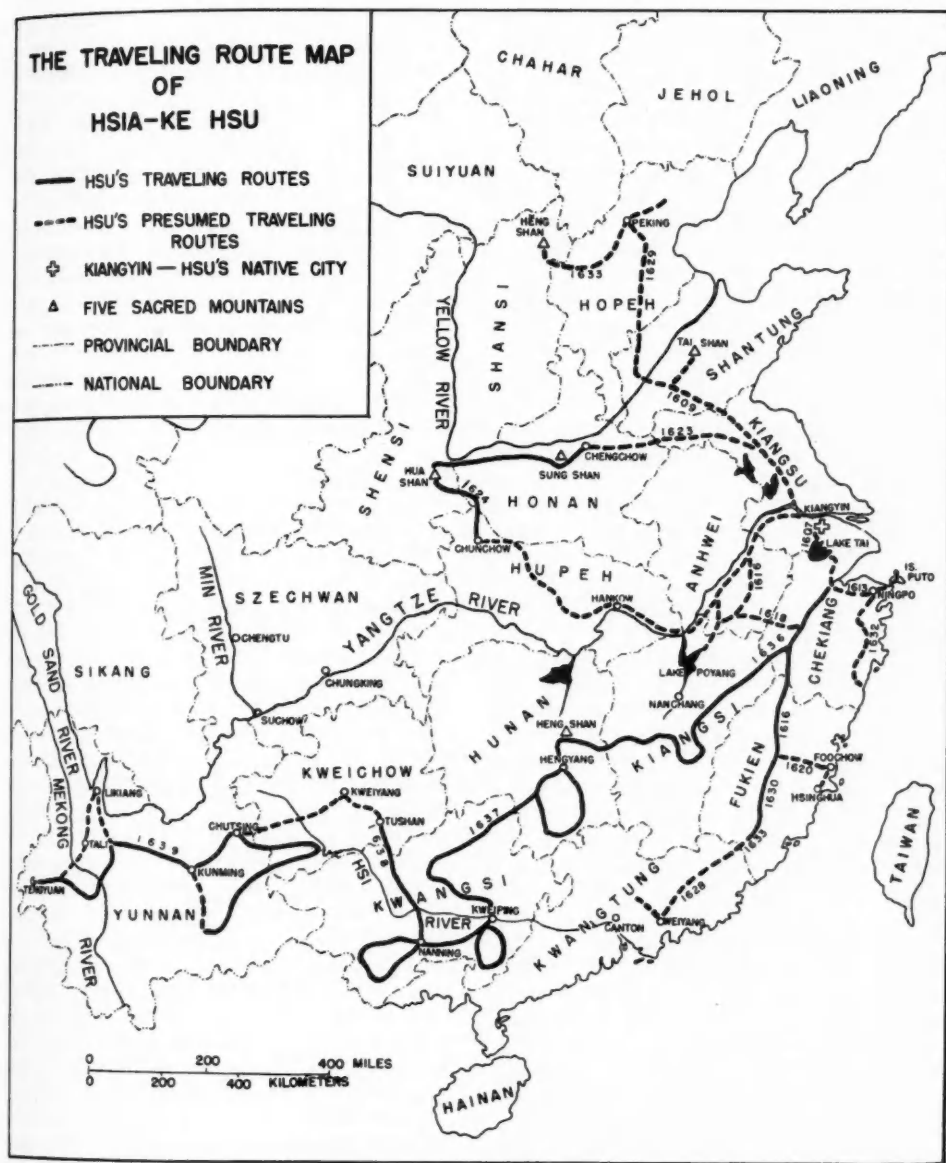 THE TRAVELING ROUTE MAP
OF
HSIA-KE HSU
HSU'S TRAVELING ROUTES
HSU'S PRESUMED TRAVELING
ROUTES
KIANGYIN — HSU'S NATIVE CITY
FIVE SACRED MOUNTAINS
PROVINCIAL BOUNDARY
NATIONAL BOUNDARY
CHAHAR
JEHOL
LIAONING
SUIYUAN
HENG
SHAN
PEKING
1633
1629
HOPEH
YELLOW RIVER
SHANSI
TAI SHAN
SHANTUNG
1609
KIANGSU
1623
CHENGCHOW
SUNG SHAN
SHENSI
HUA
SHAN
1624
HONAN
KIANGYIN
1607
LAKE TAI
ANHWEI
CHUNCHOW
HUPEH
1616
IS.
PUTO
1613
NINGPO
MIN
RIVER
SZECHWAN
YANGTZE RIVER
HANKOW
1618
1632
CHEKIANG
GOLD
SAND
RIVER
CHENGTU
SIKANG
CHUNGKING
LAKE POYANG
1636
SUCHOW
NANCHANG
HUNAN
HENG SHAN
KIANGSI
1616
MEKONG
KWEICHOW
HENGYANG
FUKIEN
FOOCHOW
1620
HSINGHUA
LIKIANG
KWEIYANG
1630
CHUTSING
TUSHAN
1637
TAIWAN
TALI
1639
1638
1633
KUNMING
HSI
RIVER
KWANGSI
KWANGTUNG
1628
TENGYUAN
YUNNAN
KWEIPING
CANTON
WEIYANG
RIVER
NANNING
0 200 400 MILES
0 400 KILOMETERS
HAINAN